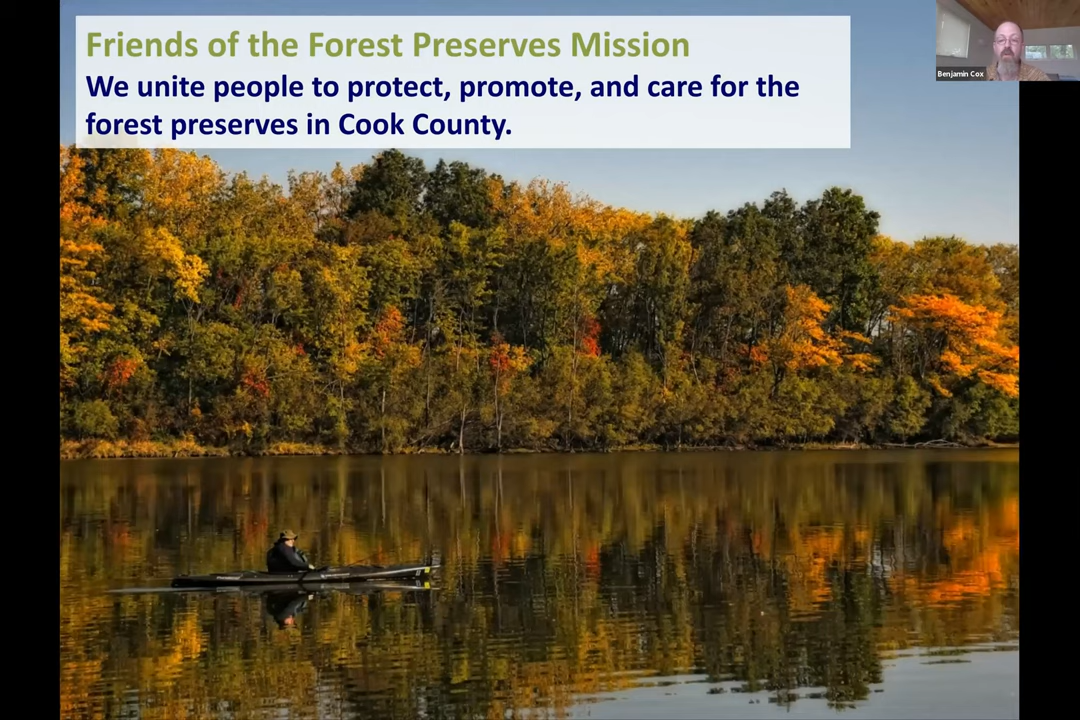 Friends of the Forest Preserves Mission
We unite people to protect, promote, and care for the
forest preserves in Cook County.
Benjamin Cox